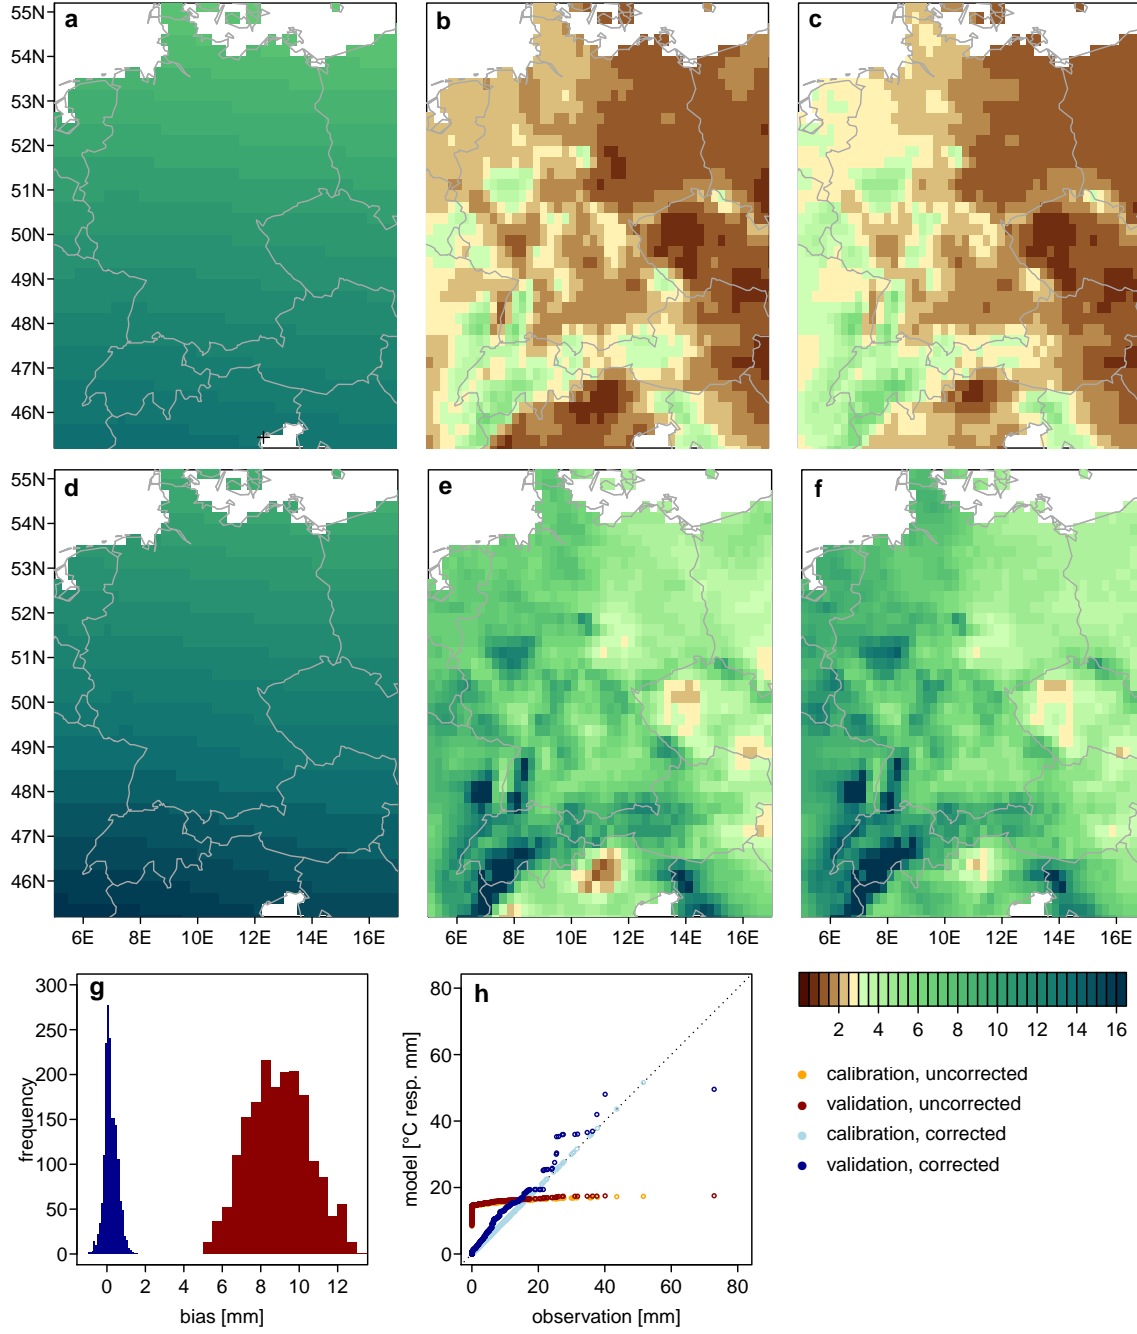 a
b
c
55N
54N
53N
52N
51N
50N
49N
48N
47N
46N
d
e
f
55N
54N
53N
52N
51N
50N
49N
48N
47N
46N
6E 8E 10E 12E 14E 16E
6E 8E 10E 12E 14E 16E
6E 8E 10E 12E 14E 16E
g
300
250
200
150
100
50
0
frequency
0 2 4 6 8 10 12
bias [mm]
h
80
60
40
20
0
model [°C resp. mm]
0 20 40 60 80
observation [mm]
2 4 6 8 10 12 14 16
calibration, uncorrected
validation, uncorrected
calibration, corrected
validation, corrected